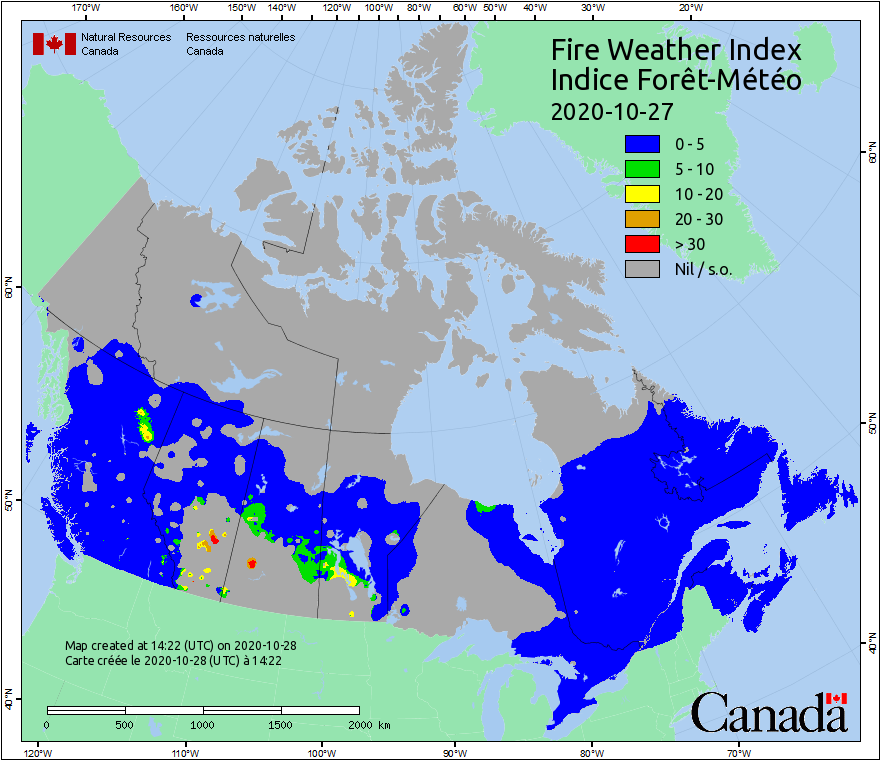 170°W 160°W 150°W 140°W 130°W 120°W 110°W 100°W 90°W 80°W 60°W 50°W 40°W 30°W 20°W
Natural Resources Ressources naturelles
Canada Canada
Fire Weather Index
Indice Forêt-Météo
2020-10-27
0 - 5
5 - 10
10 - 20
20 - 30
> 30
Nil / s.o.
60°N
60°N
50°N
50°N
40°N
40°N
Map created at 14:22 (UTC) on 2020-10-28
Carte créée le 2020-10-28 (UTC) à 14:22
0 500 1000 1500 2000 km
Canada
120°W 110°W 100°W 90°W 80°W 70°W